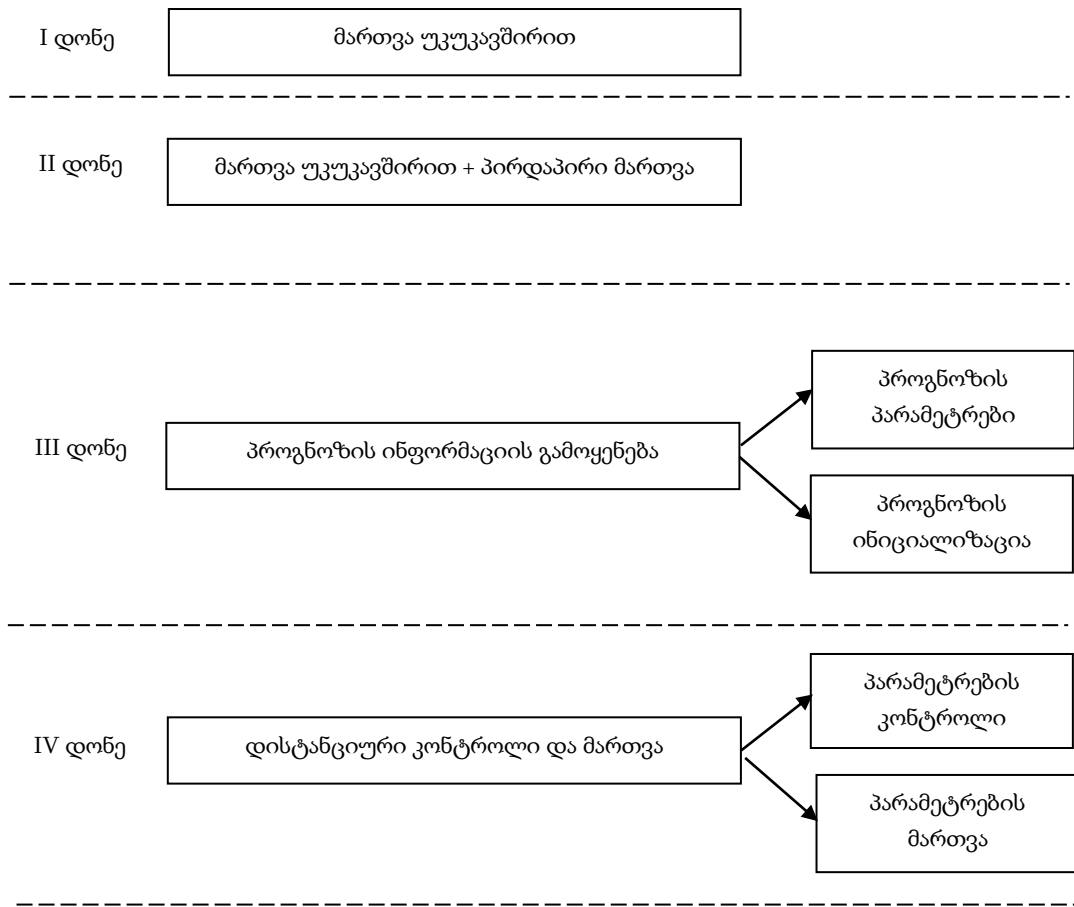 I დონე
მართვა უკუკავშირით
II დონე
მართვა უკუკავშირით + პირდაპირი მართვა
III დონე
პროგნოზის ინფორმაციის გამოყენება
პროგნოზის
პარამეტრები
პროგნოზის
ინიციალიზაცია
IV დონე
დისტანციური კონტროლი და მართვა
პარამეტრების
კონტროლი
პარამეტრების
მართვა